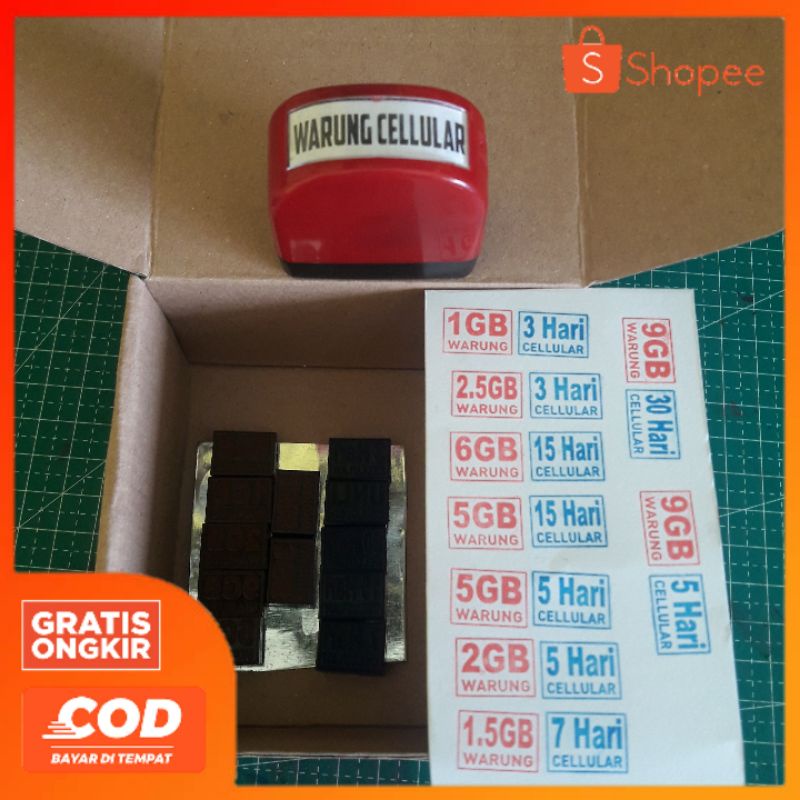 Shopee
WARUNG CELLULAR
1GB
WARUNG
3 Hari
CELLULAR
9GB
WARUNG
30 Hari
CELLULAR
2.5GB
WARUNG
3 Hari
CELLULAR
6GB
WARUNG
15 Hari
CELLULAR
5GB
WARUNG
15 Hari
CELLULAR
9GB
WARUNG
5 Hari
CELLULAR
5GB
WARUNG
5 Hari
CELLULAR
2GB
WARUNG
5 Hari
CELLULAR
1.5GB
WARUNG
7 Hari
CELLULAR
GRATIS
ONGKIR
COD
BAYAR DI TEMPAT